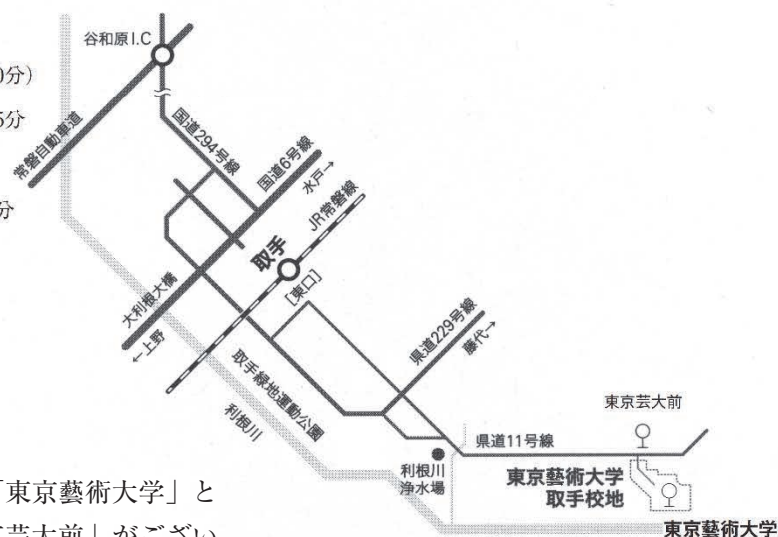 谷和原I.C
0分）
5分
分
常磐自動車道
国道294号線
国道6号線
水戸→
JR常磐線
取手
[東口]
大利根大橋
←上野
取手緑地運動公園
利根川
県道229号線
藤代→
東京芸大前
県道11号線
利根川
浄水場
東京藝術大学
取手校地
「東京藝術大学」と
芸大前」がござい
東京藝術大学